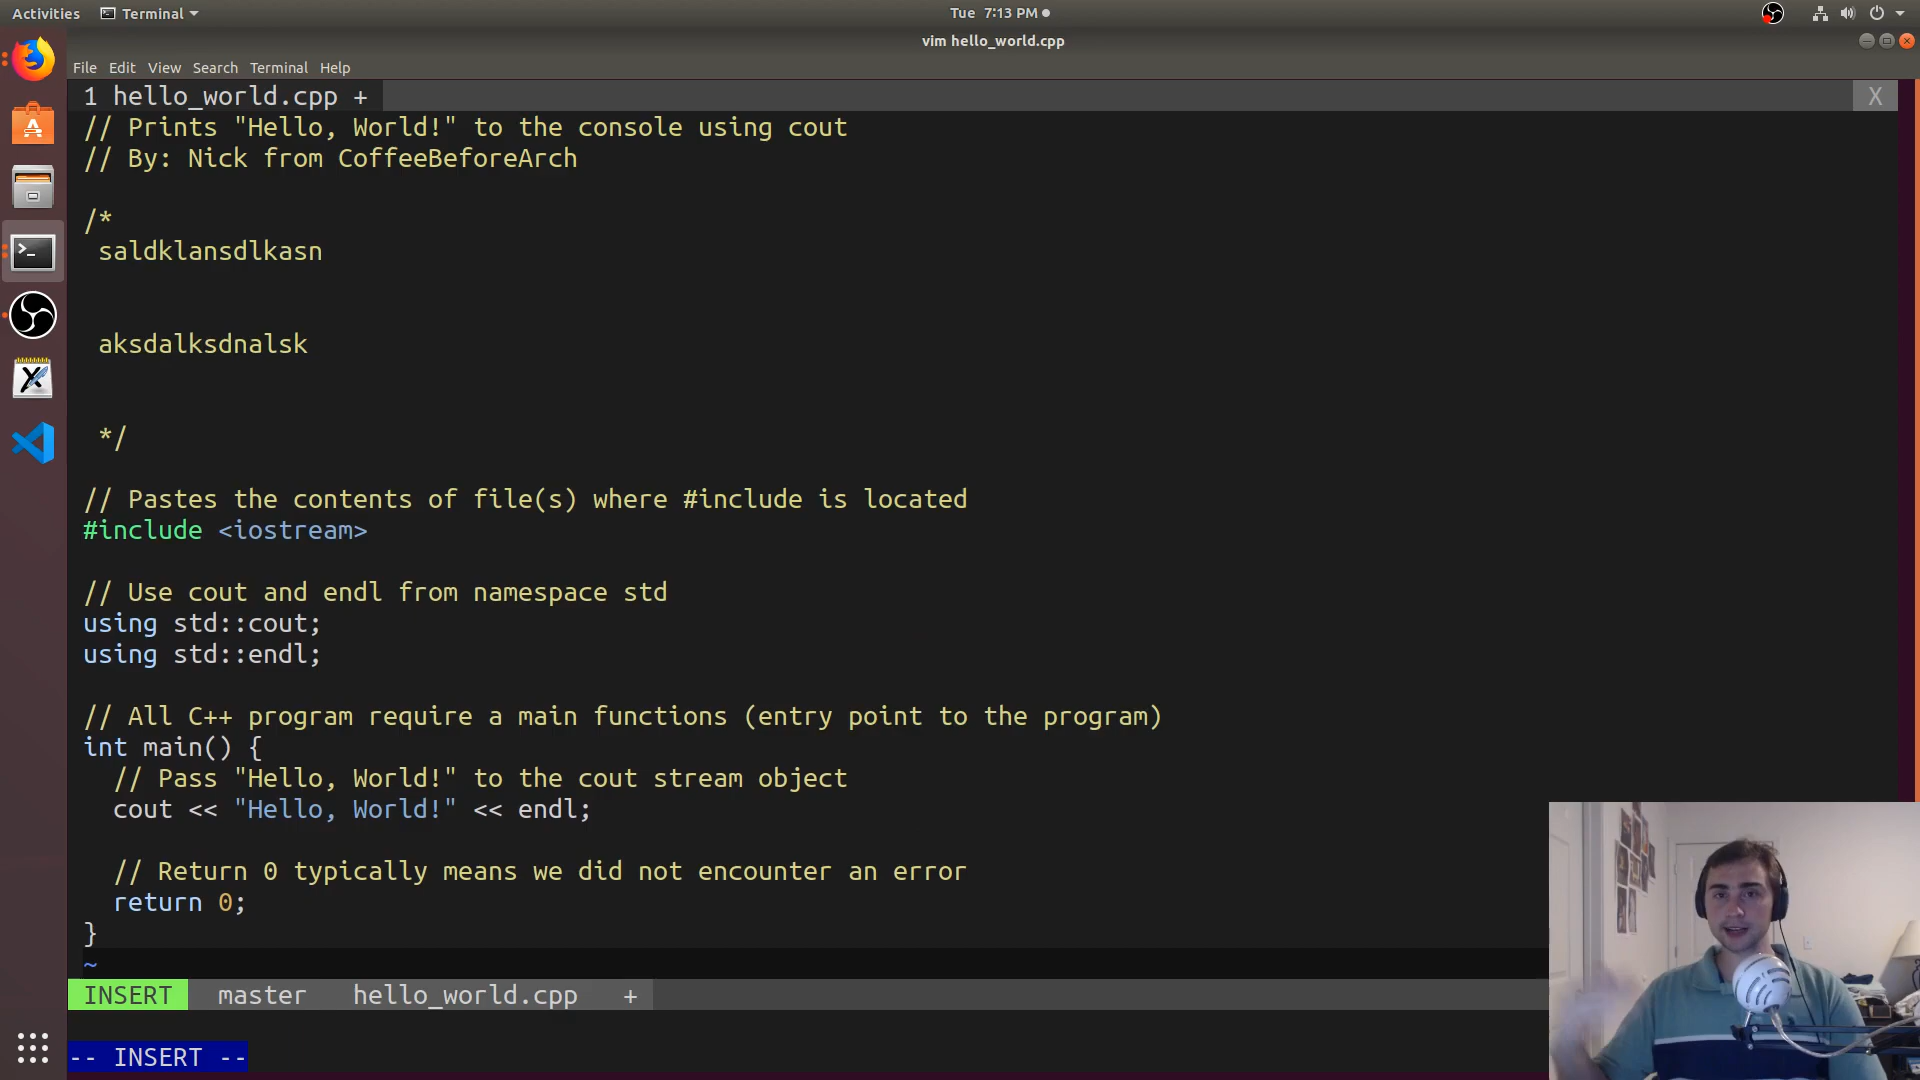 Activities
Terminal
Tue 7:13 PM
vim hello_world.cpp
File Edit View Search Terminal Help
1 hello_world.cpp + X
// Prints "Hello, World!" to the console using cout
// By: Nick from CoffeeBeforeArch
/*
saldklansdlkasn
aksdalksdnalsk
*/
// Pastes the contents of file(s) where #include is located
#include <iostream>
// Use cout and endl from namespace std
using std::cout;
using std::endl;
// All C++ program require a main functions (entry point to the program)
int main() {
// Pass "Hello, World!" to the cout stream object
cout << "Hello, World!" << endl;
// Return 0 typically means we did not encounter an error
return 0;
}
~
INSERT master hello_world.cpp +
-- INSERT --